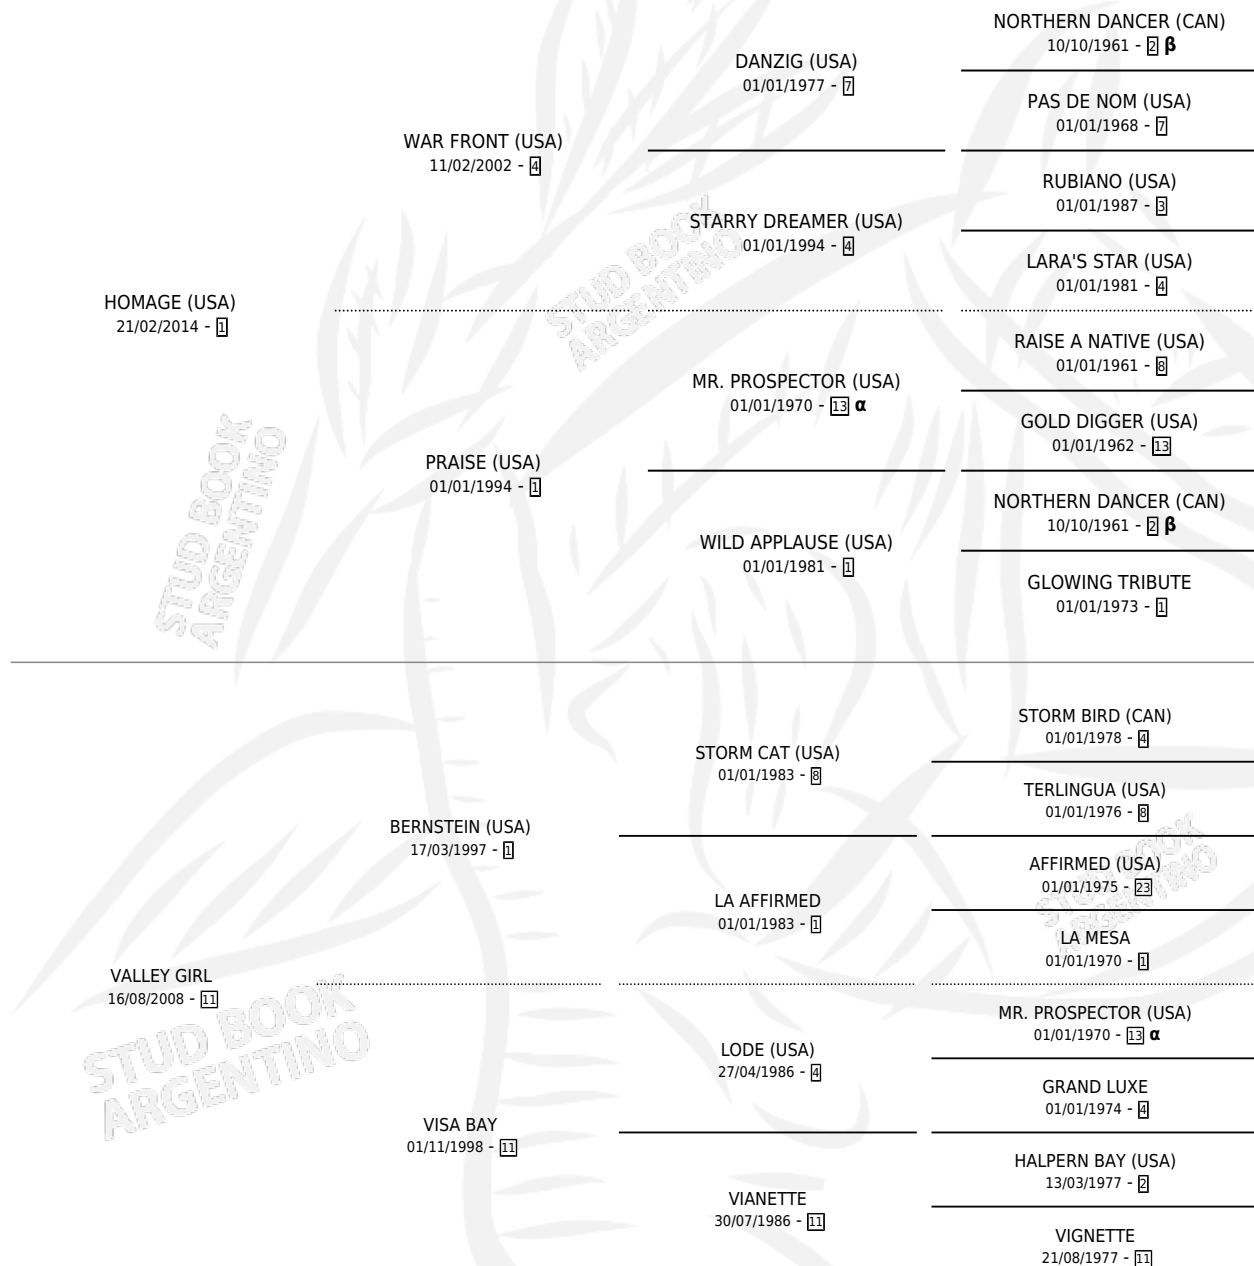 NORTHERN DANCER (CAN)
10/10/1961 - 2 β
DANZIG (USA)
01/01/1977 - 7
PAS DE NOM (USA)
01/01/1968 - 7
WAR FRONT (USA)
11/02/2002 - 4
RUBIANO (USA)
01/01/1987 - 3
STARRY DREAMER (USA)
01/01/1994 - 4
LARA'S STAR (USA)
01/01/1981 - 4
HOMAGE (USA)
21/02/2014 - 1
RAISE A NATIVE (USA)
01/01/1961 - 8
MR. PROSPECTOR (USA)
01/01/1970 - 13 α
GOLD DIGGER (USA)
01/01/1962 - 13
PRAISE (USA)
01/01/1994 - 1
NORTHERN DANCER (CAN)
10/10/1961 - 2 β
WILD APPLAUSE (USA)
01/01/1981 - 1
GLOWING TRIBUTE
01/01/1973 - 1
STORM BIRD (CAN)
01/01/1978 - 4
STORM CAT (USA)
01/01/1983 - 8
TERLINGUA (USA)
01/01/1976 - 8
BERNSTEIN (USA)
17/03/1997 - 1
AFFIRMED (USA)
01/01/1975 - 23
LA AFFIRMED
01/01/1983 - 1
LA MESA
01/01/1970 - 1
VALLEY GIRL
16/08/2008 - 11
MR. PROSPECTOR (USA)
01/01/1970 - 13 α
LODE (USA)
27/04/1986 - 4
GRAND LUXE
01/01/1974 - 4
VISA BAY
01/11/1998 - 11
HALPERN BAY (USA)
13/03/1977 - 2
VIANETTE
30/07/1986 - 11
VIGNETTE
21/08/1977 - 11
STUD BOOK
ARGENTINO
STUD BOOK
ARGENTINO
STUD BOOK
ARGENTINO
STUD BOOK
ARGENTINO